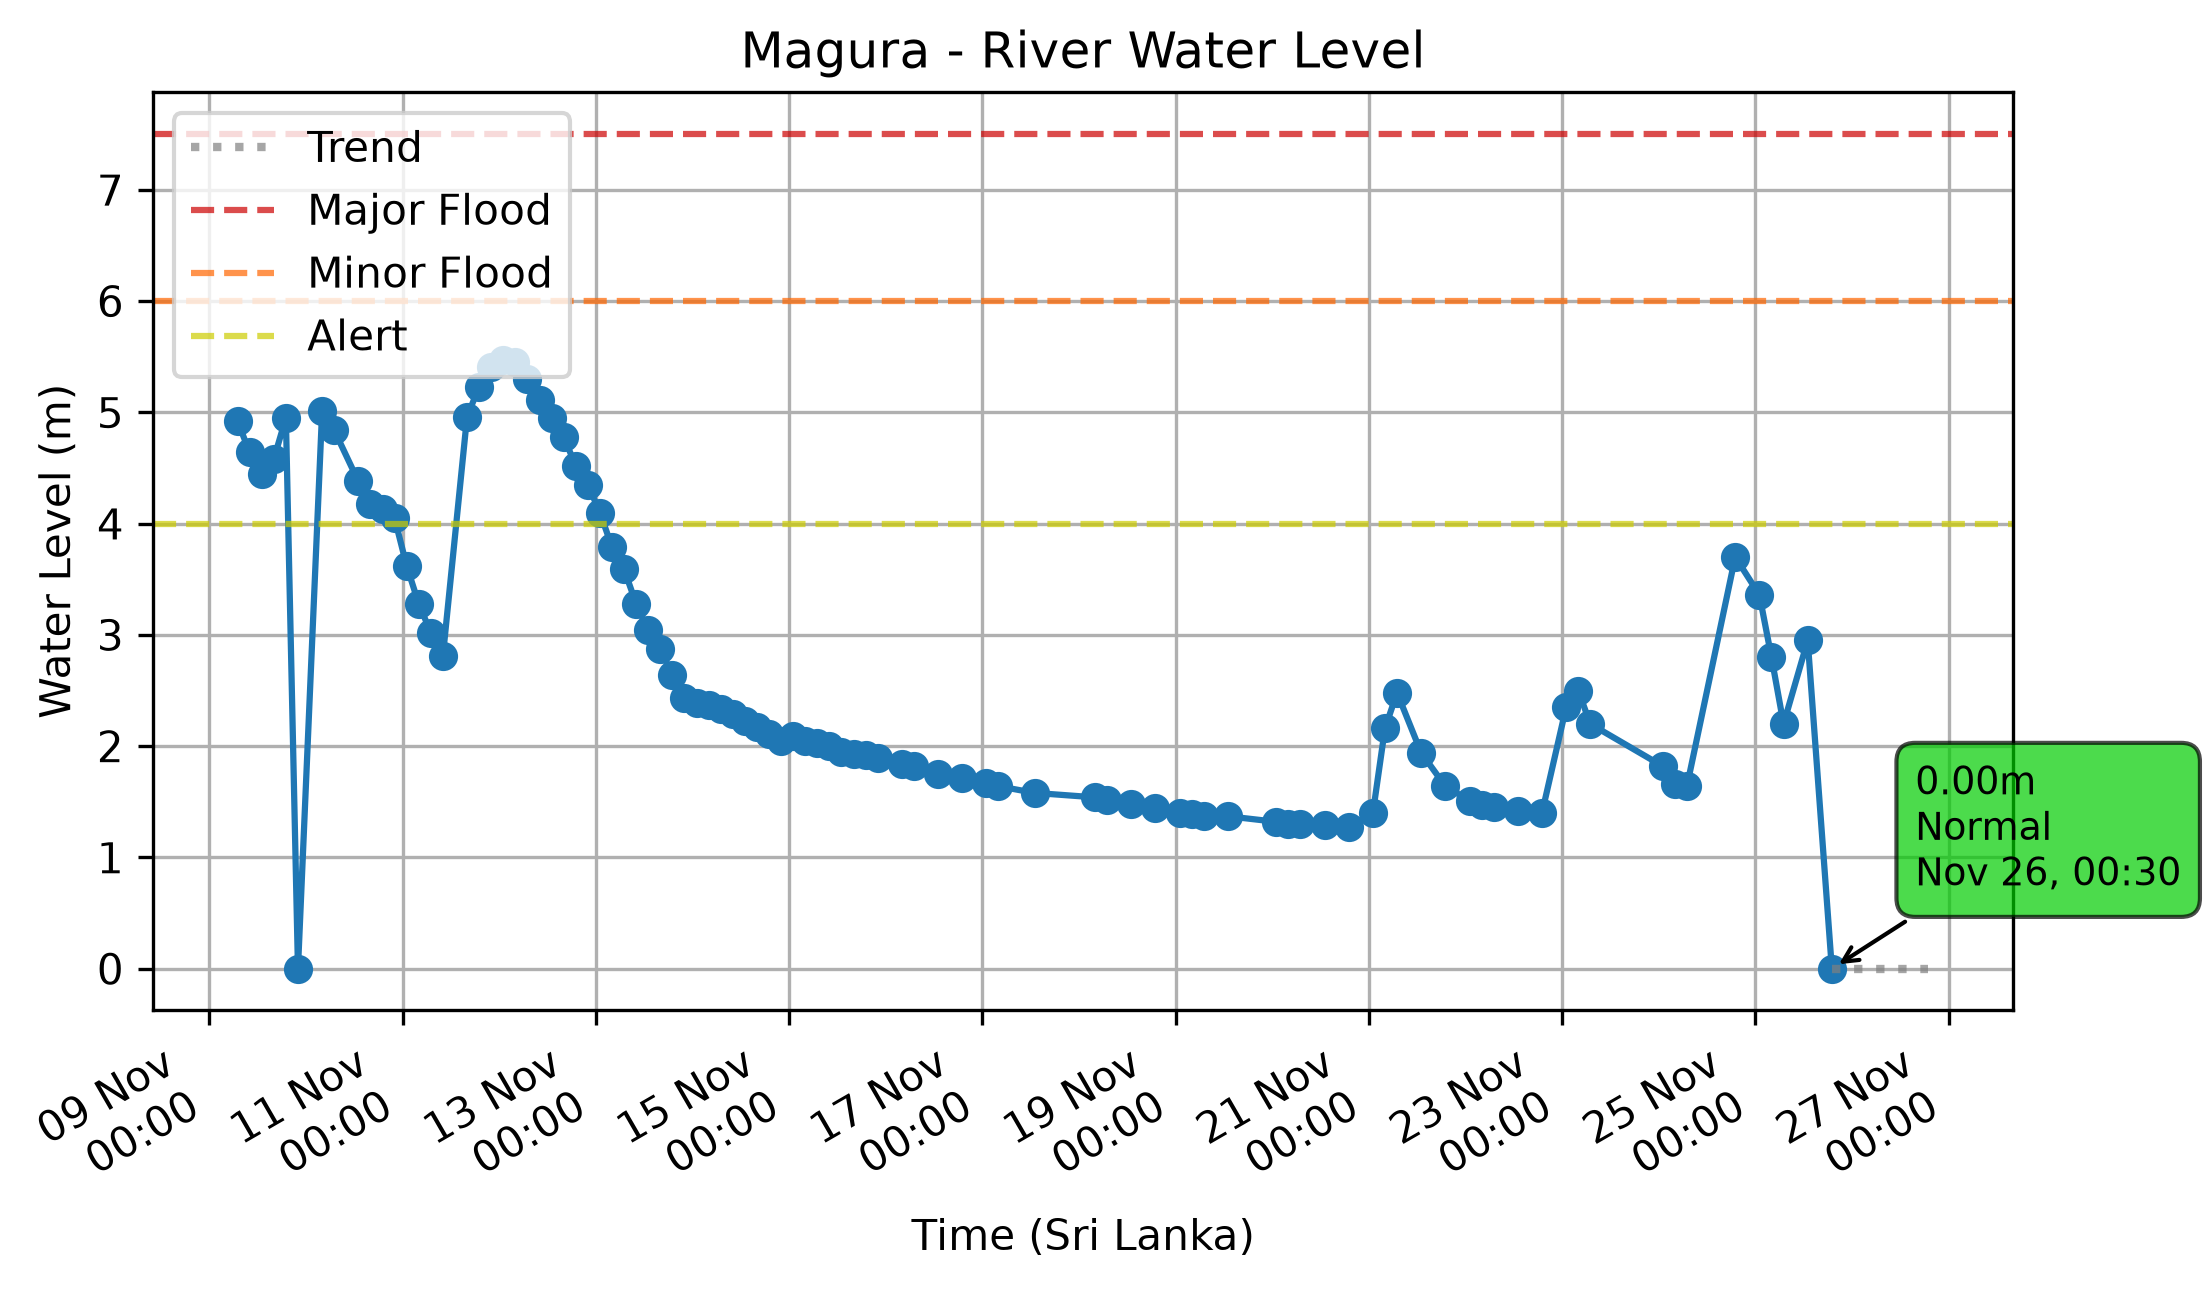 Magura - River Water Level
Trend
Major Flood
Minor Flood
Alert
Water Level (m)
7
6
5
4
3
2
1
0
0.00m
Normal
Nov 26, 00:30
09 Nov
00:00
11 Nov
00:00
13 Nov
00:00
15 Nov
00:00
17 Nov
00:00
19 Nov
00:00
21 Nov
00:00
23 Nov
00:00
25 Nov
00:00
27 Nov
00:00
Time (Sri Lanka)